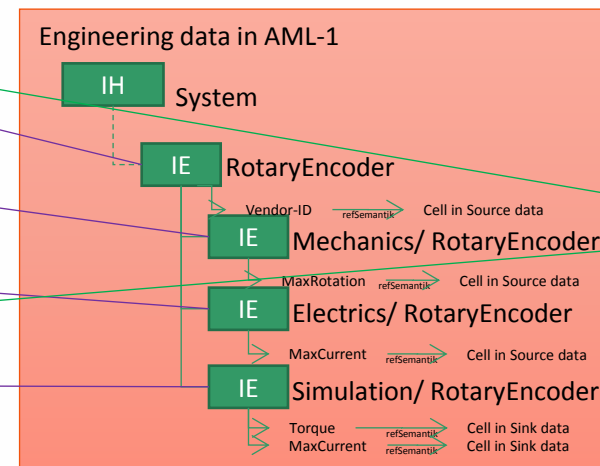 Engineering data in AML-1
IH System
IE RotaryEncoder
Vendor-ID refSemantik Cell in Source data
IE Mechanics/ RotaryEncoder
MaxRotation refSemantik Cell in Source data
IE Electrics/ RotaryEncoder
MaxCurrent refSemantik Cell in Source data
IE Simulation/ RotaryEncoder
Torque refSemantik Cell in Sink data
MaxCurrent refSemantik Cell in Sink data